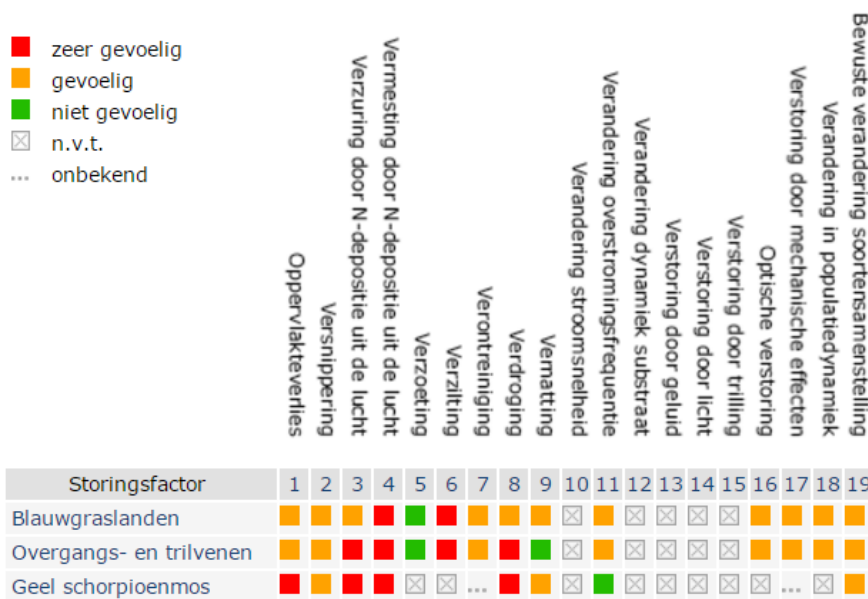 zeer gevoelig
gevoelig
niet gevoelig
n.v.t.
... onbekend
Oppervlakteverlies
Versnippering
Verzuring door N-depositie uit de lucht
Vermesting door N-depositie uit de lucht
Verzoeting
Verzilting
Verontreiniging
Verdroging
Vernatting
Verandering stroomsnelheid
Verandering overstromingsfrequentie
Verandering dynamiek substraat
Verstoring door geluid
Verstoring door licht
Verstoring door trilling
Optische verstoring
Verstoring door mechanische effecten
Verandering in populatiedynamiek
Bewuste verandering soortensamenstelling
Storingsfactor 1 2 3 4 5 6 7 8 9 10 11 12 13 14 15 16 17 18 19
Blauwgraslanden
Overgangs- en trilvenen
Geel schorpioenmos ... ...